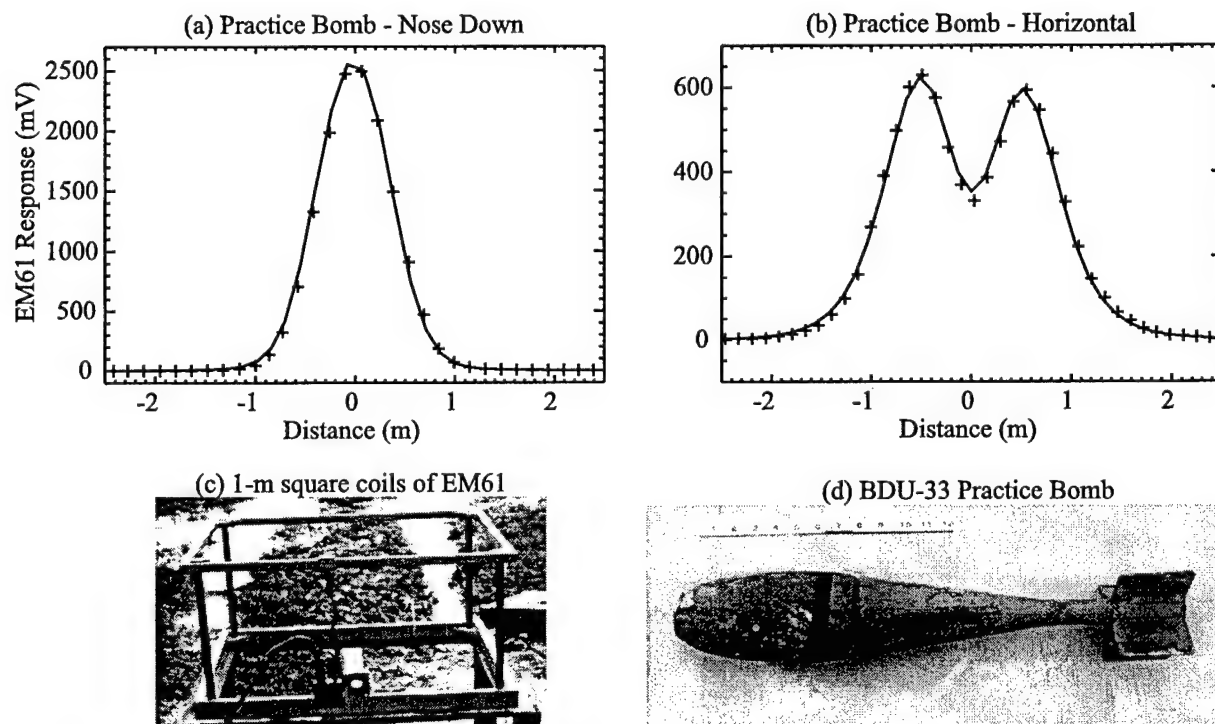 (a) Practice Bomb - Nose Down
2500
2000
1500
1000
500
0
EM61 Response (mV)
-2
-1
0
1
2
Distance (m)
(b) Practice Bomb - Horizontal
600
400
200
0
-2
-1
0
1
2
Distance (m)
(c) 1-m square coils of EM61
(d) BDU-33 Practice Bomb